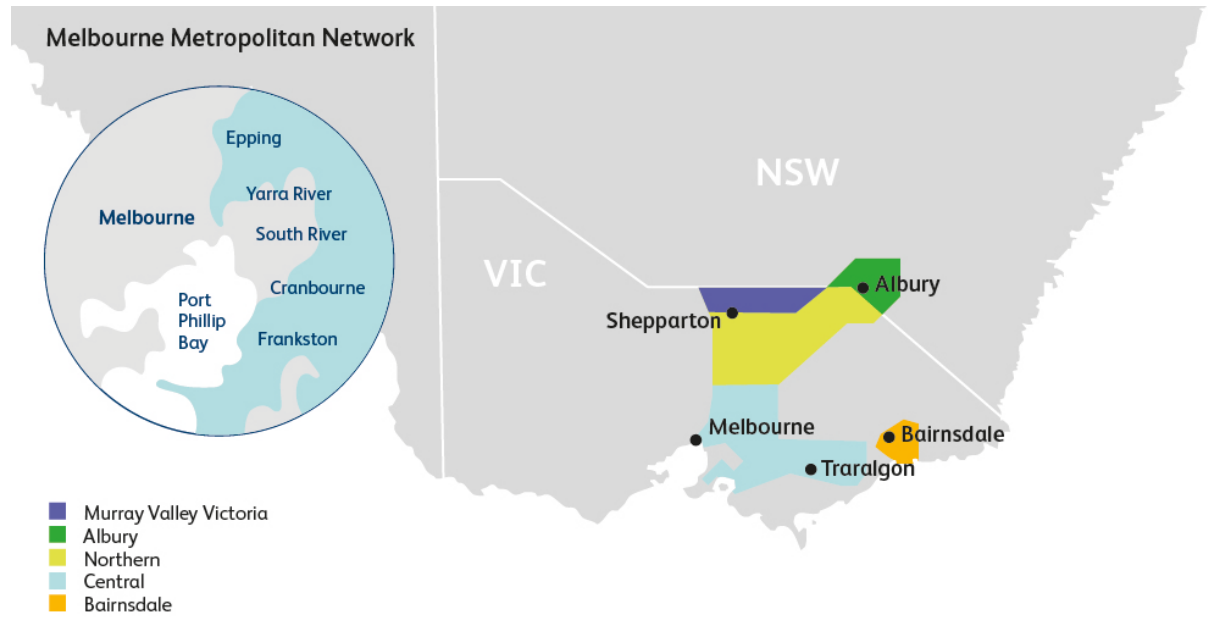 Melbourne Metropolitan Network
Epping
Yarra River
Melbourne
South River
Cranbourne
Port
Phillip
Bay
Frankston
NSW
VIC
Albury
Shepparton
Melbourne
Bairnsdale
Traralgon
Murray Valley Victoria
Albury
Northern
Central
Bairnsdale